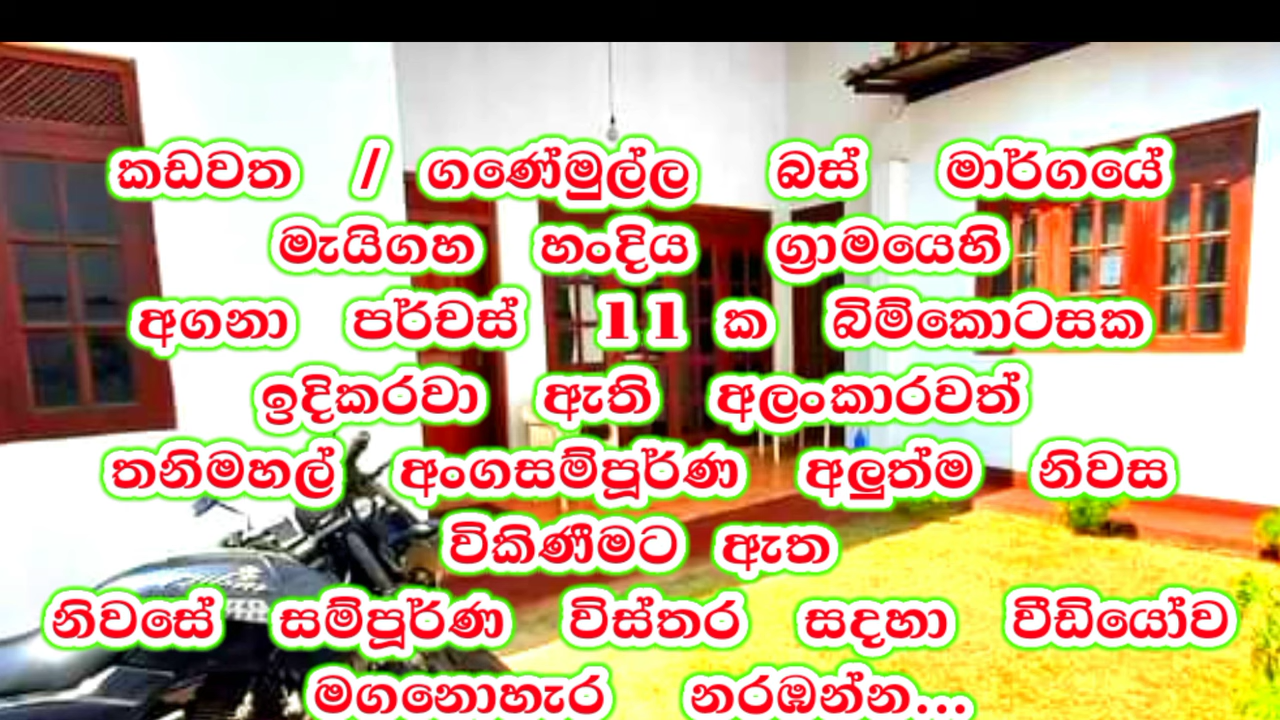 කඩවත / ගණේමුල්ල බස් මාර්ගයේ
මැයිගහ හංදිය ග්‍රාමයෙහි
අගනා පර්චස් 11 ක බිම්කොටසක
ඉදිකරවා ඇති අලංකාරවත්
තනිමහල් අංගසම්පූර්ණ අලුත්ම නිවස
විකිණීමට ඇත
නිවසේ සම්පූර්ණ විස්තර සදහා වීඩියෝව
මගනොහැර නරඹන්න...